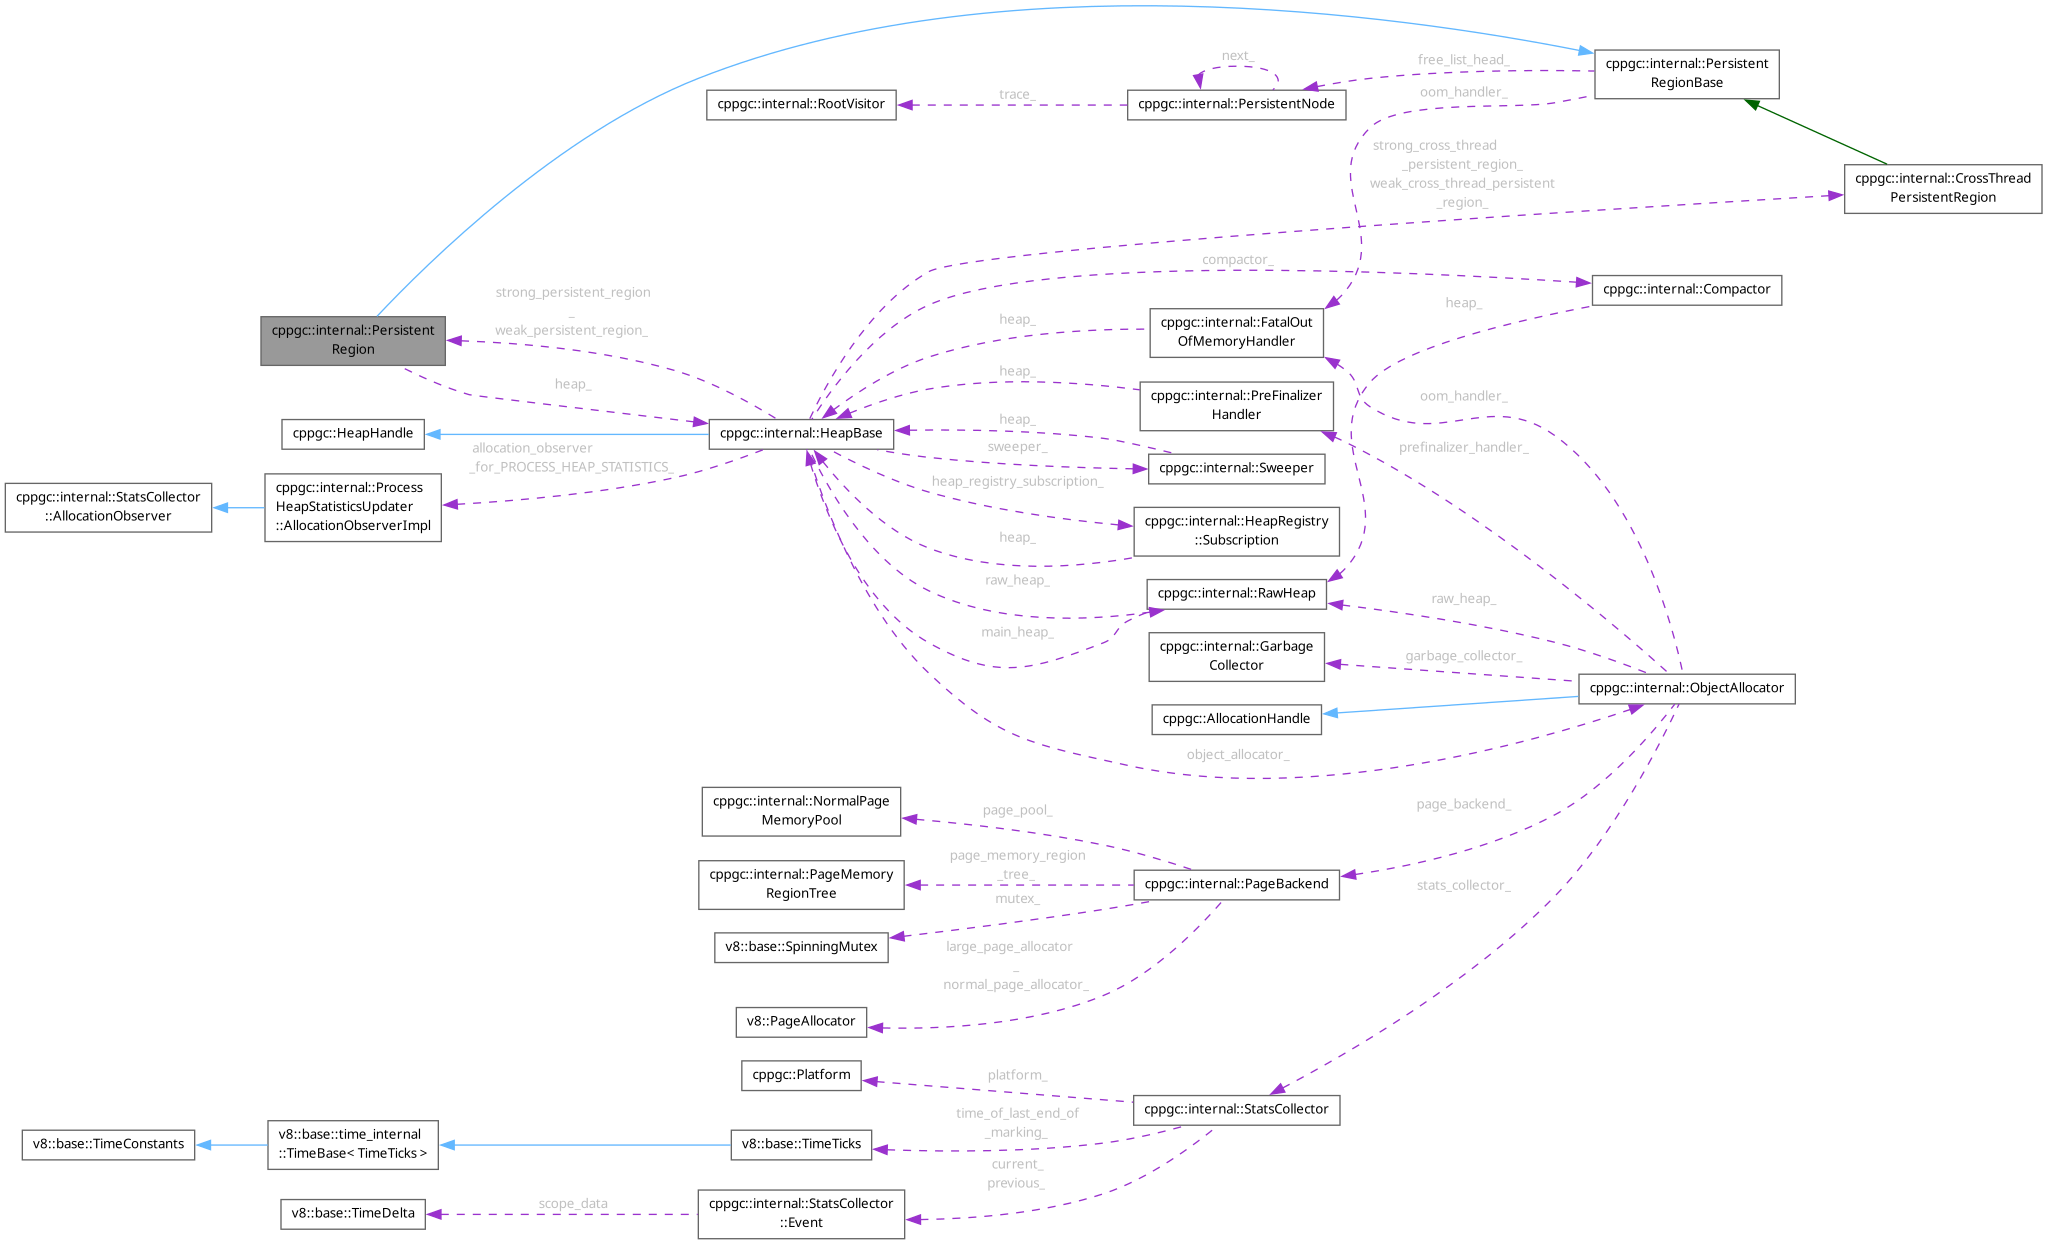 next_
free_list_head_
cppgc::internal::Persistent
RegionBase
cppgc::internal::RootVisitor
trace_
cppgc::internal::PersistentNode
oom_handler_
strong_cross_thread
_persistent_region_
weak_cross_thread_persistent
_region_
cppgc::internal::CrossThread
PersistentRegion
compactor_
cppgc::internal::Compactor
strong_persistent_region
_
weak_persistent_region_
cppgc::internal::Persistent
Region
heap_
cppgc::internal::FatalOut
OfMemoryHandler
heap_
heap_
heap_
cppgc::internal::PreFinalizer
Handler
oom_handler_
cppgc::HeapHandle
cppgc::internal::HeapBase
heap_
prefinalizer_handler_
allocation_observer
_for_PROCESS_HEAP_STATISTICS_
sweeper_
cppgc::internal::Sweeper
heap_registry_subscription_
cppgc::internal::StatsCollector
::AllocationObserver
cppgc::internal::Process
HeapStatisticsUpdater
::AllocationObserverImpl
cppgc::internal::HeapRegistry
::Subscription
heap_
raw_heap_
cppgc::internal::RawHeap
raw_heap_
main_heap_
cppgc::internal::Garbage
Collector
garbage_collector_
cppgc::internal::ObjectAllocator
cppgc::AllocationHandle
object_allocator_
cppgc::internal::NormalPage
MemoryPool
page_pool_
page_backend_
page_memory_region
_tree_
cppgc::internal::PageMemory
RegionTree
cppgc::internal::PageBackend
mutex_
stats_collector_
v8::base::SpinningMutex
large_page_allocator
_
normal_page_allocator_
v8::PageAllocator
cppgc::Platform
platform_
cppgc::internal::StatsCollector
time_of_last_end_of
_marking_
v8::base::TimeConstants
v8::base::time_internal
::TimeBase< TimeTicks >
v8::base::TimeTicks
current_
previous_
v8::base::TimeDelta
scope_data
cppgc::internal::StatsCollector
::Event